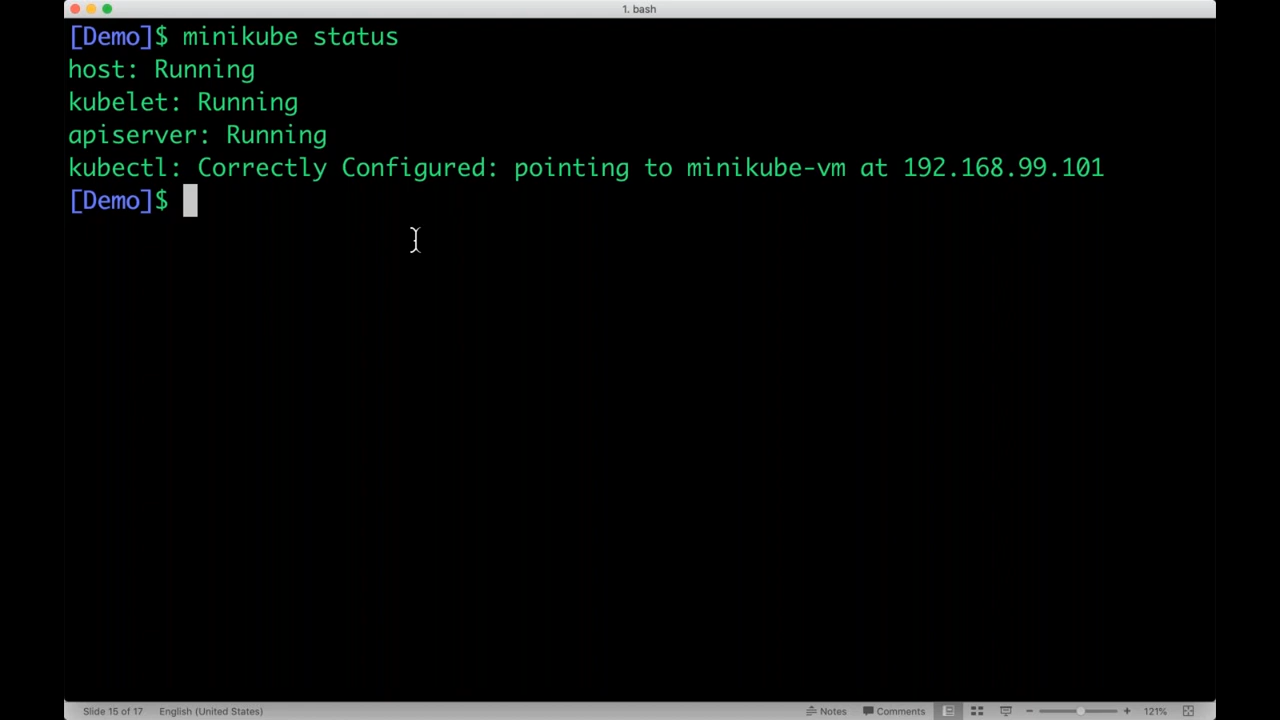 1. bash
[Demo]$ minikube status
host: Running
kubelet: Running
apiserver: Running
kubectl: Correctly Configured: pointing to minikube-vm at 192.168.99.101
[Demo]$
Slide 15 of 17 English (United States) Notes Comments 121%